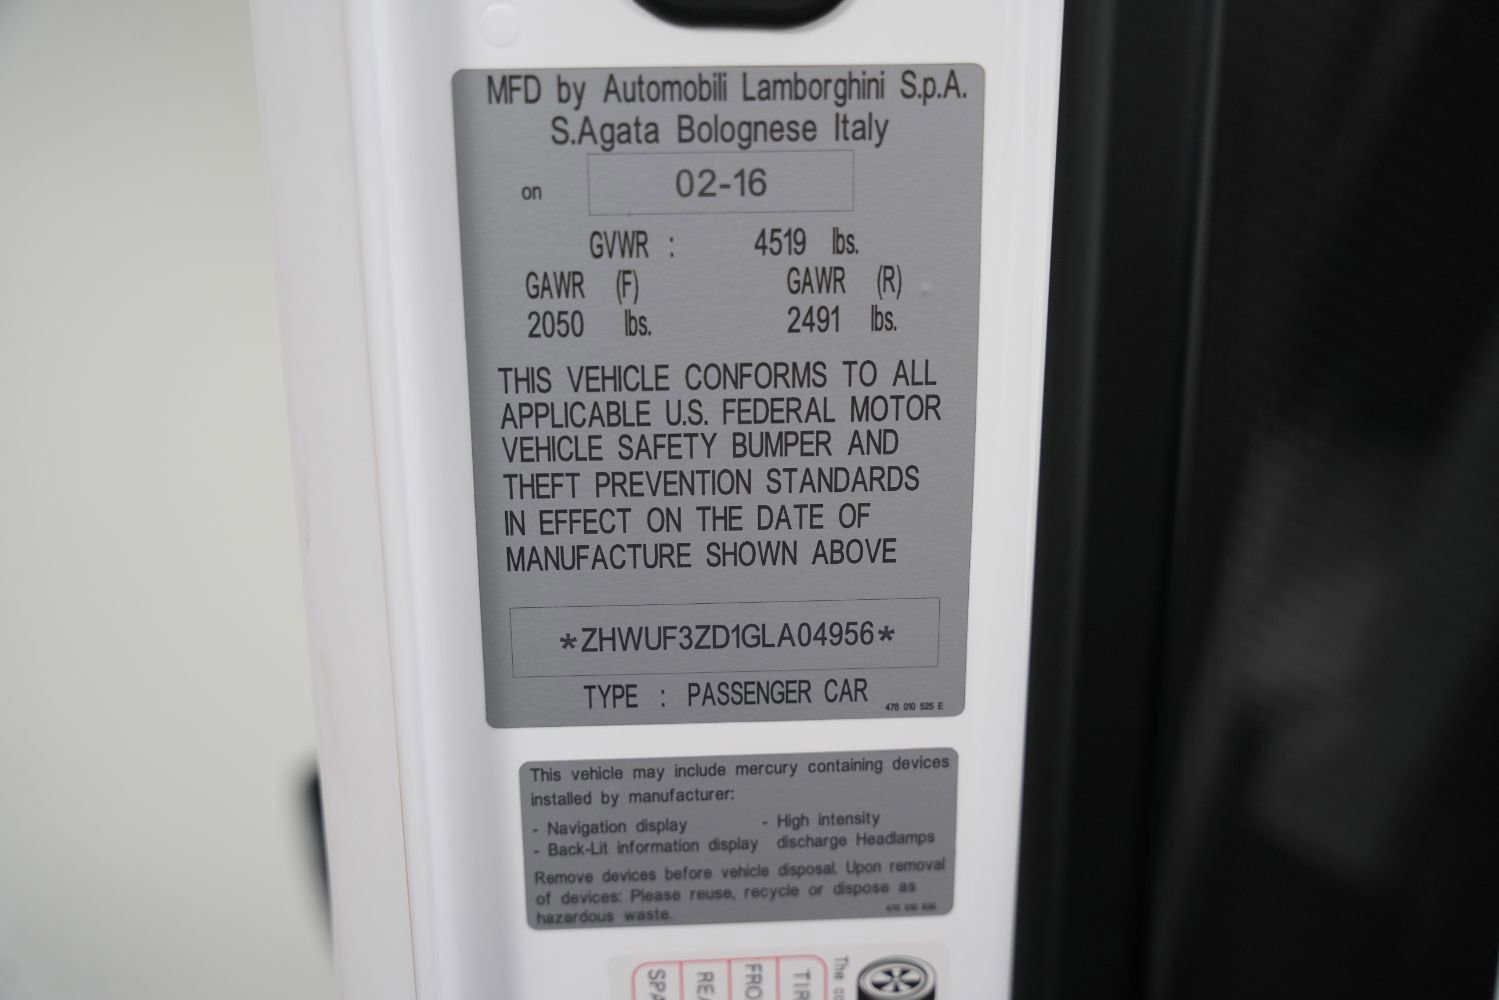 MFD by Automobili Lamborghini S.p.A.
S.Agata Bolognese Italy
on 02-16
GVWR : 4519 lbs.
GAWR (F) GAWR (R)
2050 lbs. 2491 lbs.
THIS VEHICLE CONFORMS TO ALL
APPLICABLE U.S. FEDERAL MOTOR
VEHICLE SAFETY BUMPER AND
THEFT PREVENTION STANDARDS
IN EFFECT ON THE DATE OF
MANUFACTURE SHOWN ABOVE
*ZHWUF3ZD1GLA04956*
TYPE : PASSENGER CAR
476 010 525 E
This vehicle may include mercury containing devices
installed by manufacturer:
- Navigation display - High intensity
- Back-Lit information display discharge Headlamps
Remove devices before vehicle disposal. Upon removal
of devices: Please reuse, recycle or dispose as
hazardous waste.
The